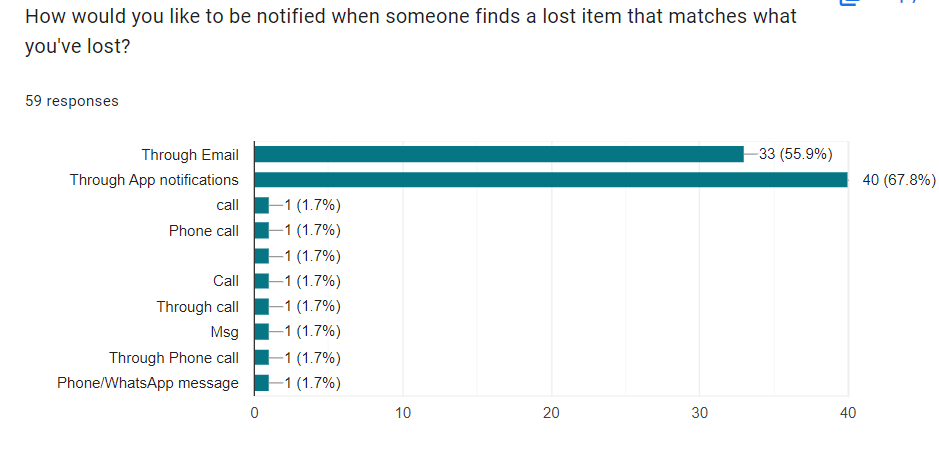 How would you like to be notified when someone finds a lost item that matches what
you've lost?
59 responses
Through Email 33 (55.9%)
Through App notifications 40 (67.8%)
call 1 (1.7%)
Phone call 1 (1.7%)
1 (1.7%)
Call 1 (1.7%)
Through call 1 (1.7%)
Msg 1 (1.7%)
Through Phone call 1 (1.7%)
Phone/WhatsApp message 1 (1.7%)
0 10 20 30 40